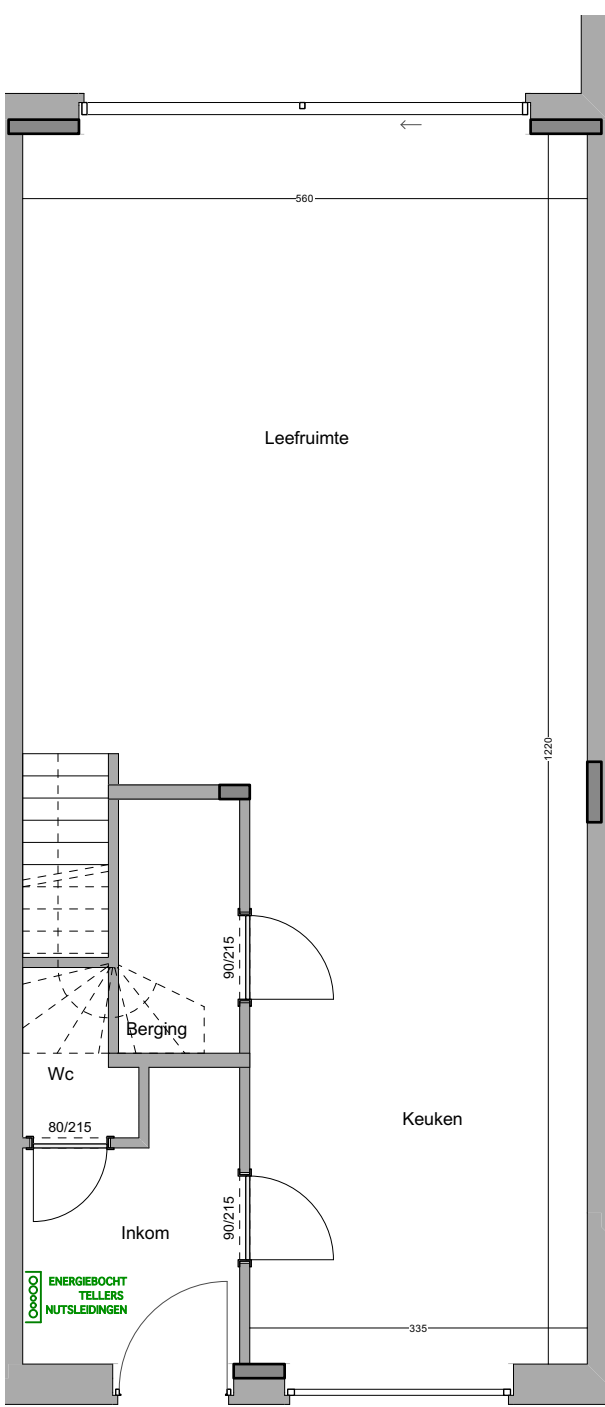 560
Leefruimte
1220
90/215
Berging
Wc
Keuken
80/215
90/215
Inkom
ENERGIEBOCHT
TELLERS
NUTSLEIDINGEN
335